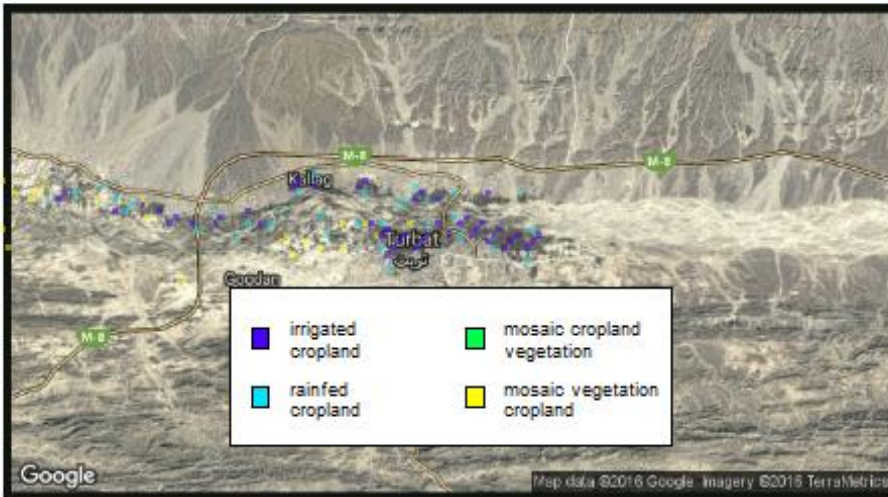 M-8
M-8
Kallag
Turbat
تربت
Goodan
M-8
irrigated
cropland
mosaic cropland
vegetation
rainfed
cropland
mosaic vegetation
cropland
Google
Map data ©2016 Google Imagery ©2016 TerraMetrics